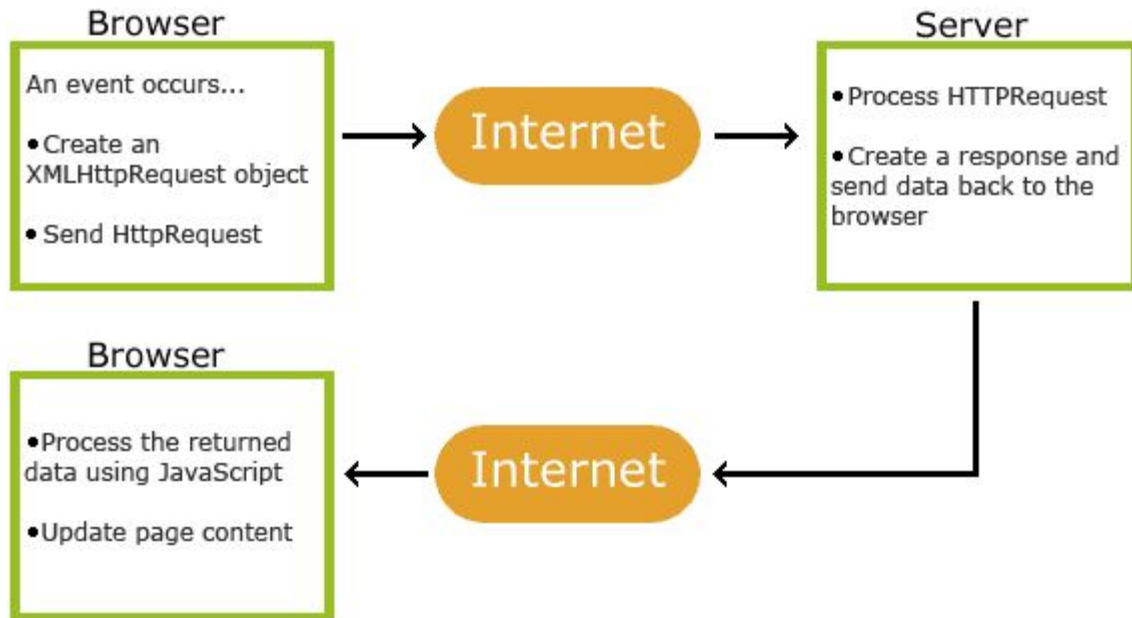 Browser
An event occurs...
•Create an
XMLHttpRequest object
•Send HttpRequest
Internet
Server
•Process HTTPRequest
•Create a response and
send data back to the
browser
Browser
•Process the returned
data using JavaScript
•Update page content
Internet